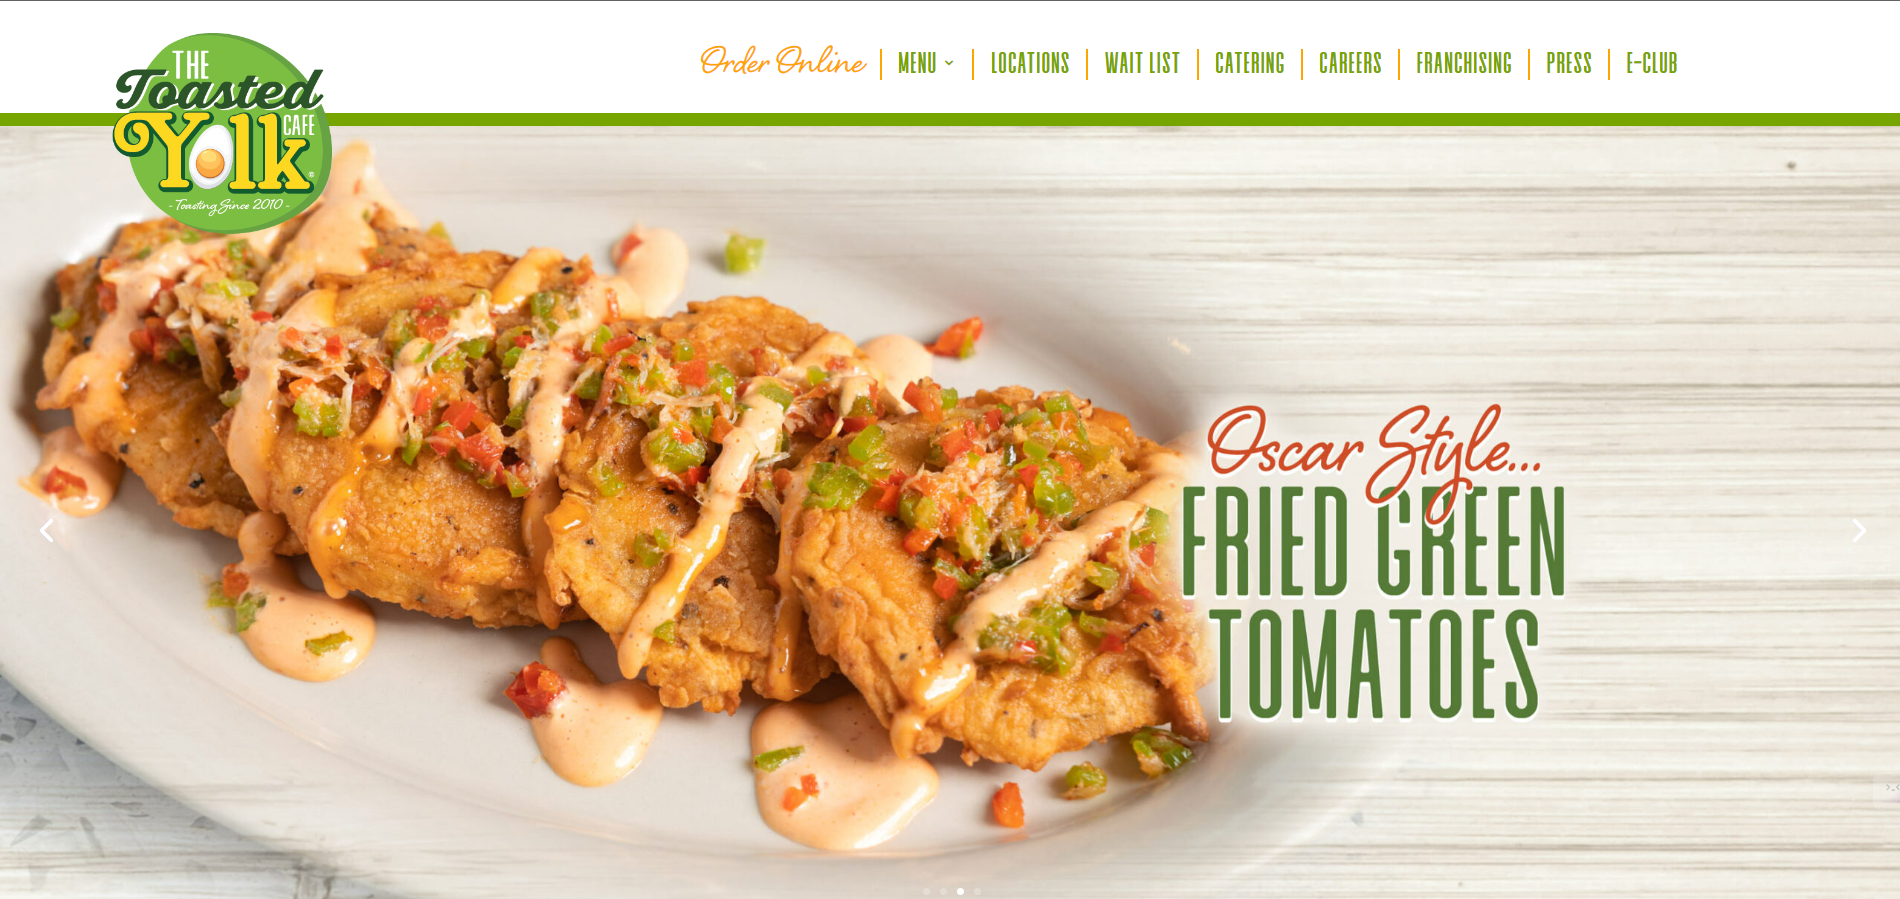 THE
Toasted
Yolk
CAFE
- Toasting Since 2010 -
Order Online
MENU
LOCATIONS
WAIT LIST
CATERING
CAREERS
FRANCHISING
PRESS
E-CLUB
Oscar Style...
FRIED GREEN
TOMATOES